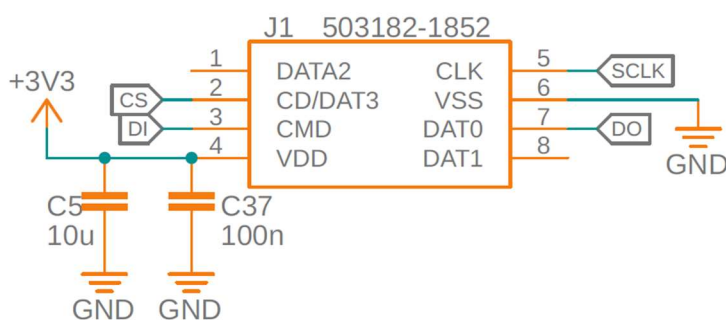 J1 503182-1852
+3V3
1 DATA2 CLK 5 SCLK
CS 2 CD/DAT3 VSS 6
DI 3 CMD DAT0 7 DO
4 VDD DAT1 8
GND
C5 C37
10u 100n
GND GND